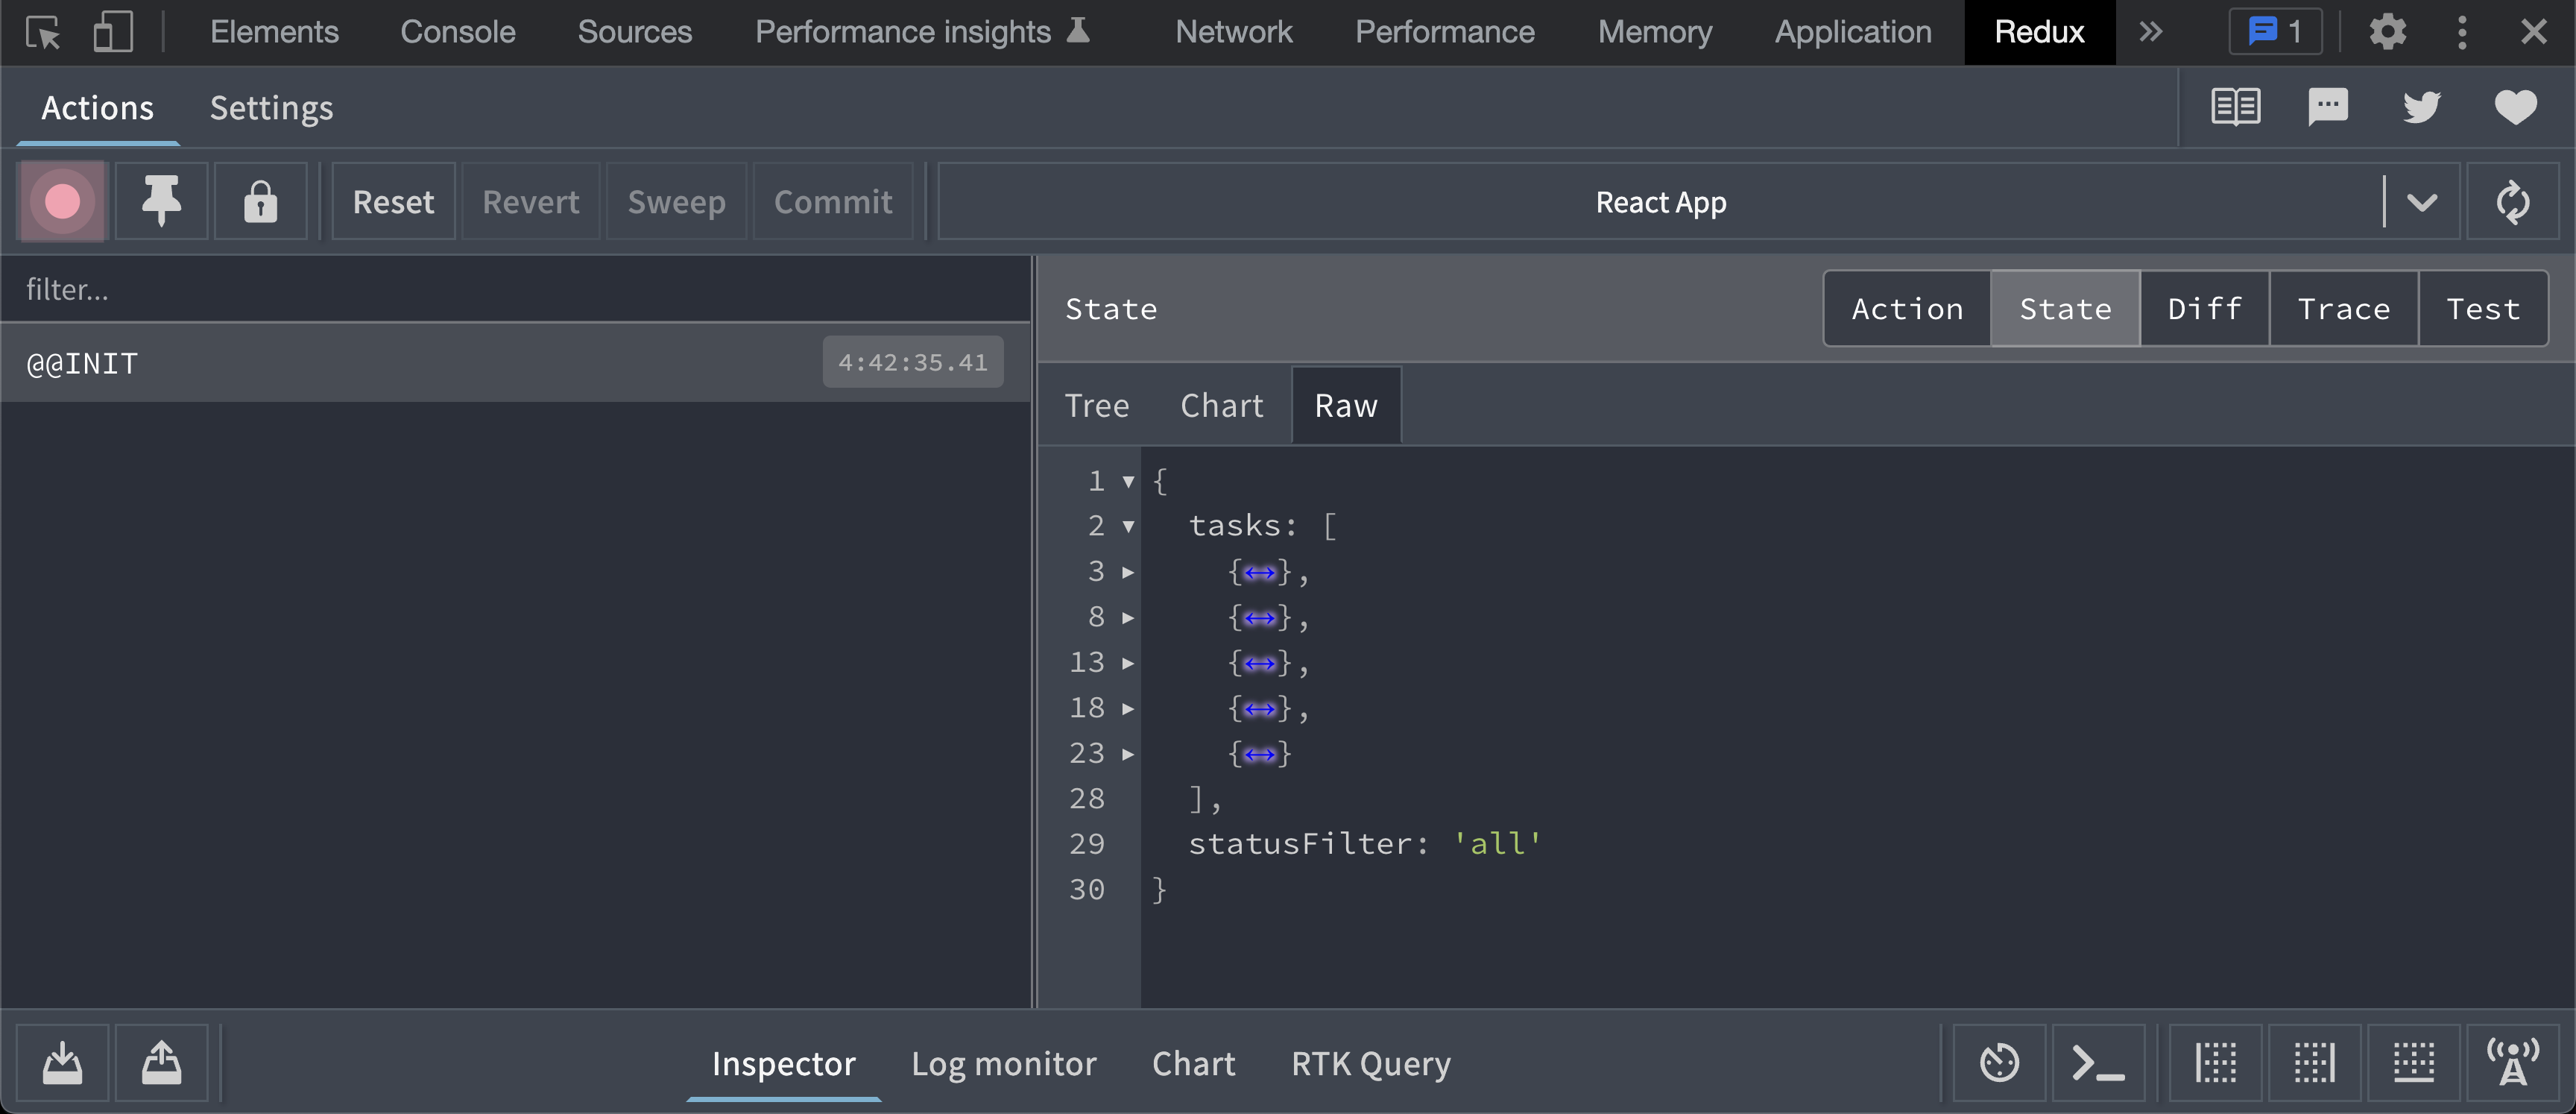 Elements Console Sources Performance insights Network Performance Memory Application Redux 1
Actions Settings
Reset Revert Sweep Commit React App
filter...
@@INIT 4:42:35.41
State Action State Diff Trace Test
Tree Chart Raw
1 {
2 tasks: [
3 {↔},
8 {↔},
13 {↔},
18 {↔},
23 {↔}
28 ],
29 statusFilter: 'all'
30 }
Inspector Log monitor Chart RTK Query